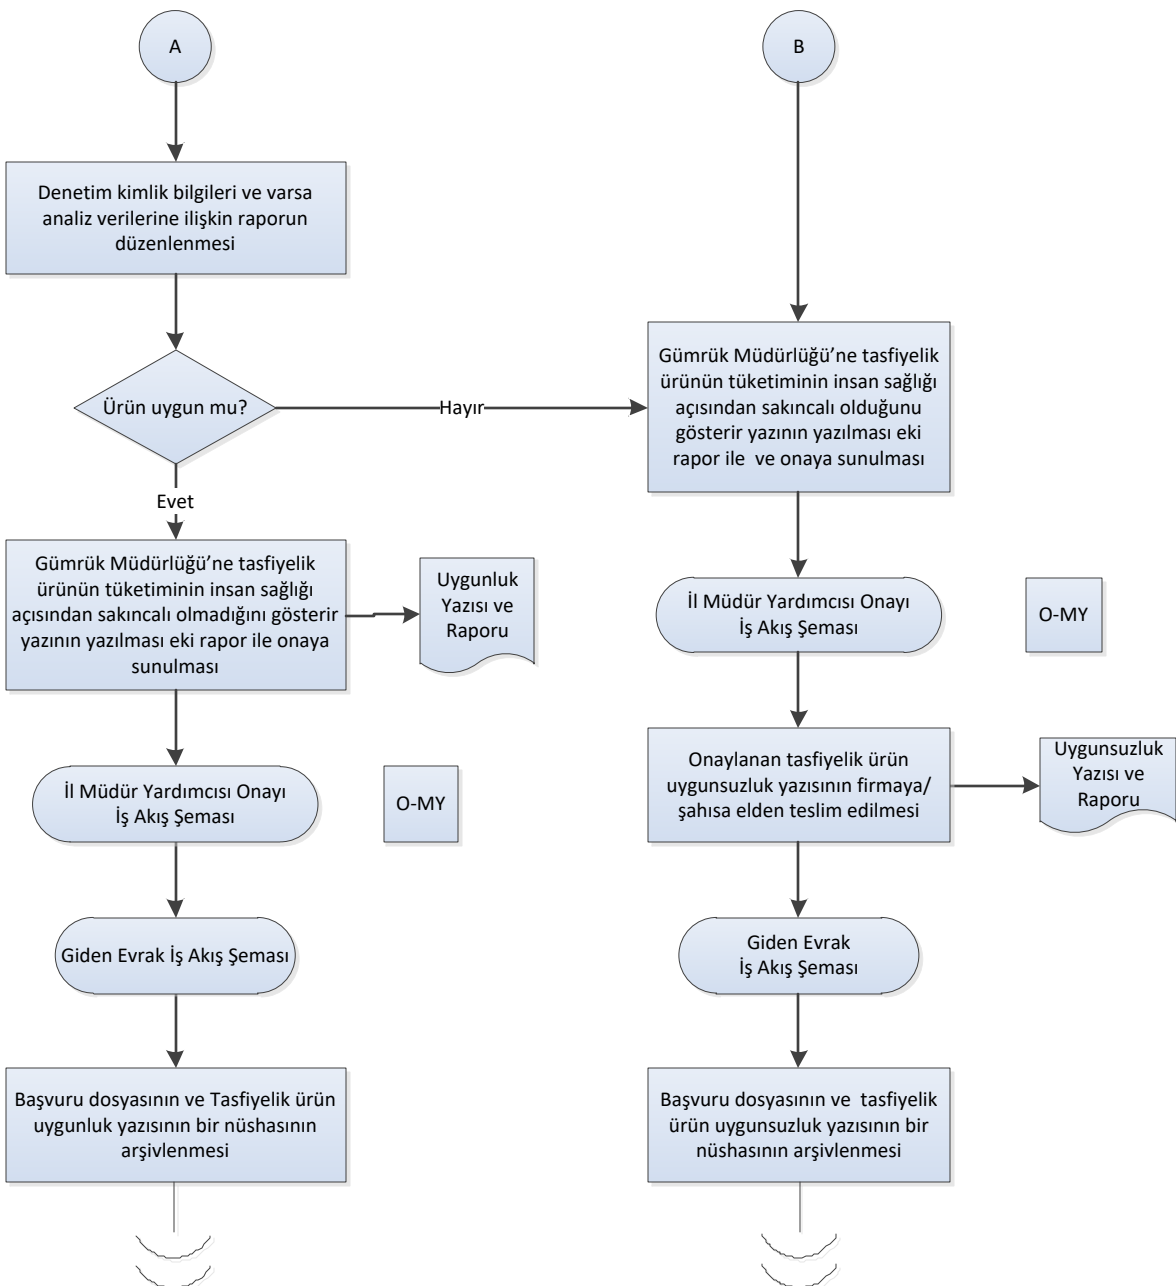 A
B
Denetim kimlik bilgileri ve varsa
analiz verilerine ilişkin raporun
düzenlenmesi
Ürün uygun mu?
Hayır
Gümrük Müdürlüğü’ne tasfiyelik
ürünün tüketiminin insan sağlığı
açısından sakıncalı olduğunu
gösterir yazının yazılması eki
rapor ile ve onaya sunulması
Evet
Gümrük Müdürlüğü’ne tasfiyelik
ürünün tüketiminin insan sağlığı
açısından sakıncalı olmadığını gösterir
yazının yazılması eki rapor ile onaya
sunulması
Uygunluk
Yazısı ve
Raporu
İl Müdür Yardımcısı Onayı
İş Akış Şeması
O-MY
Onaylanan tasfiyelik ürün
uygunsuzluk yazısının firmaya/
şahısa elden teslim edilmesi
Uygunsuzluk
Yazısı ve
Raporu
İl Müdür Yardımcısı Onayı
İş Akış Şeması
O-MY
Giden Evrak İş Akış Şeması
Giden Evrak
İş Akış Şeması
Başvuru dosyasının ve Tasfiyelik ürün
uygunluk yazısının bir nüshasının
arşivlenmesi
Başvuru dosyasının ve tasfiyelik
ürün uygunsuzluk yazısının bir
nüshasının arşivlenmesi